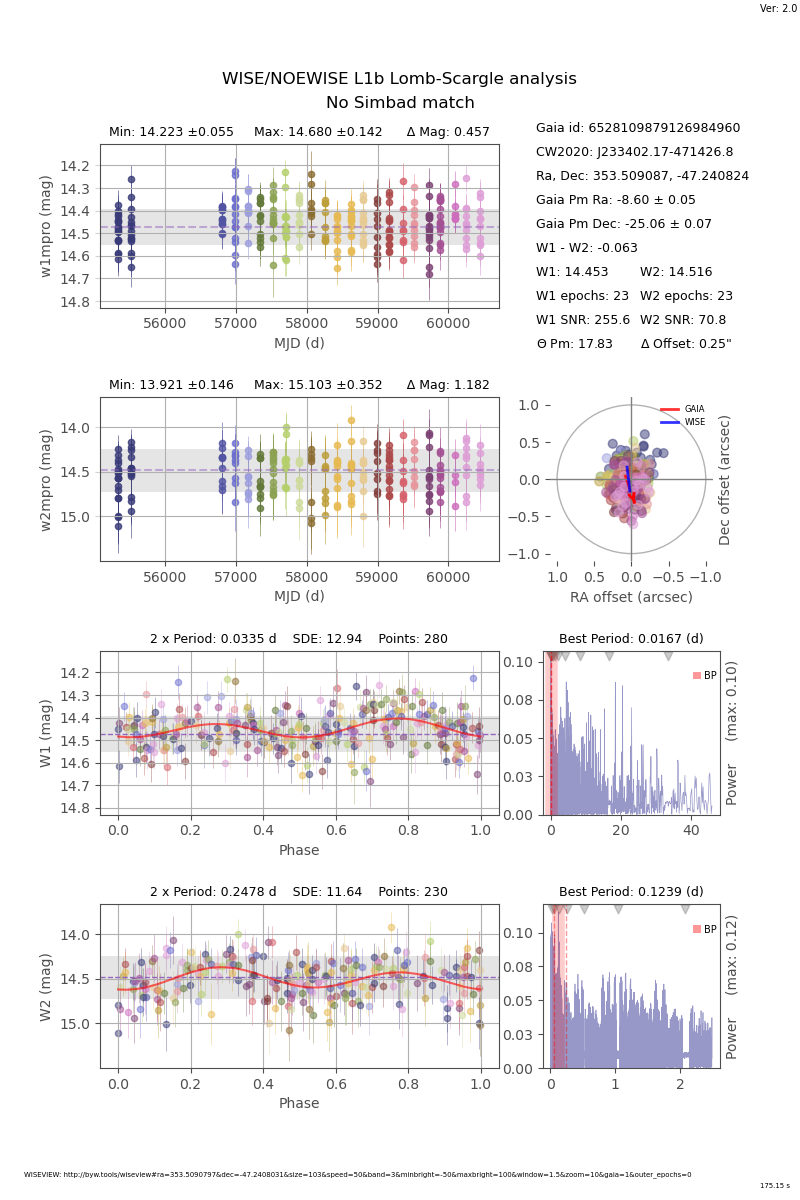 Ver: 2.0
WISE/NOEWISE L1b Lomb-Scargle analysis
No Simbad match
Min: 14.223 ±0.055 Max: 14.680 ±0.142 Δ Mag: 0.457
14.2
14.3
14.4
14.5
14.6
14.7
14.8
w1mpro (mag)
56000 57000 58000 59000 60000
MJD (d)
Gaia id: 6528109879126984960
CW2020: J233402.17-471426.8
Ra, Dec: 353.509087, -47.240824
Gaia Pm Ra: -8.60 ± 0.05
Gaia Pm Dec: -25.06 ± 0.07
W1 - W2: -0.063
W1: 14.453 W2: 14.516
W1 epochs: 23 W2 epochs: 23
W1 SNR: 255.6 W2 SNR: 70.8
Θ Pm: 17.83 Δ Offset: 0.25"
Min: 13.921 ±0.146 Max: 15.103 ±0.352 Δ Mag: 1.182
14.0
14.5
15.0
w2mpro (mag)
56000 57000 58000 59000 60000
MJD (d)
GAIA
WISE
1.0
0.5
0.0
−0.5
−1.0
Dec offset (arcsec)
1.0 0.5 0.0 −0.5 −1.0
RA offset (arcsec)
2 x Period: 0.0335 d SDE: 12.94 Points: 280
14.2
14.3
14.4
14.5
14.6
14.7
14.8
W1 (mag)
0.0 0.2 0.4 0.6 0.8 1.0
Phase
Best Period: 0.0167 (d)
BP
0.10
0.08
0.05
0.03
0.00
Power (max: 0.10)
0 20 40
2 x Period: 0.2478 d SDE: 11.64 Points: 230
14.0
14.5
15.0
W2 (mag)
0.0 0.2 0.4 0.6 0.8 1.0
Phase
Best Period: 0.1239 (d)
BP
0.10
0.08
0.05
0.03
0.00
Power (max: 0.12)
0 1 2
WISEVIEW: http://byw.tools/wiseview#ra=353.5090797&dec=-47.2408031&size=103&speed=50&band=3&minbright=-50&maxbright=100&window=1.5&zoom=10&gaia=1&outer_epochs=0
175.15 s